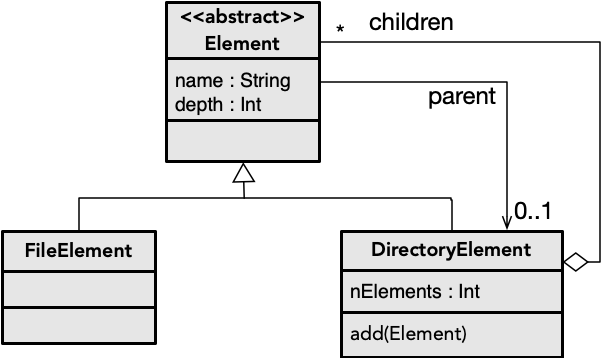 <<abstract>>
Element
* children
name : String
depth : Int
parent
0..1
FileElement
DirectoryElement
nElements : Int
add(Element)